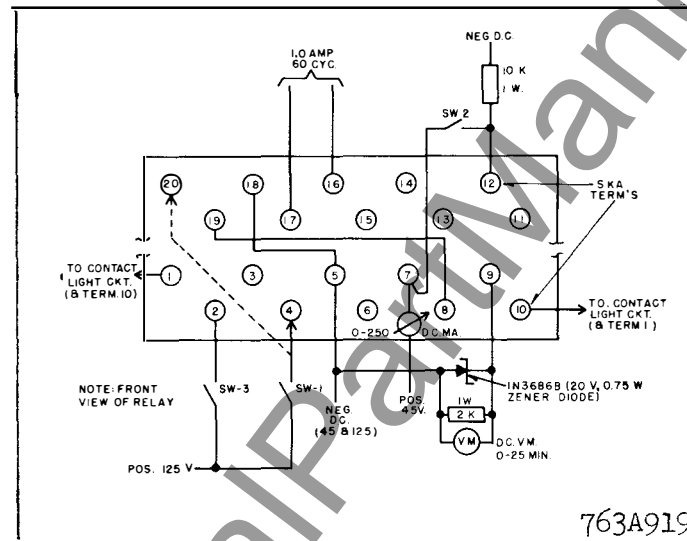 NEG D.C.
1.0 AMP
60 CYC.
10 K
1 W.
SW 2
20
18
16
14
12
SKA
TERM'S
19
17
15
13
11
TO CONTACT
LIGHT CKT.
(& TERM. 10)
1
3
5
7
9
2
4
6
8
10
TO. CONTACT
LIGHT CKT.
(& TERM 1)
0-250
D.C. MA.
NOTE: FRONT
VIEW OF RELAY
SW-3
SW-1
NEG.
D.C.
(45 & 125)
POS.
45V.
1W
2 K
VM
IN3686B (20 V, 0.75 W
ZENER DIODE)
D.C. VM.
0-25 MIN.
POS. 125 V
763A919